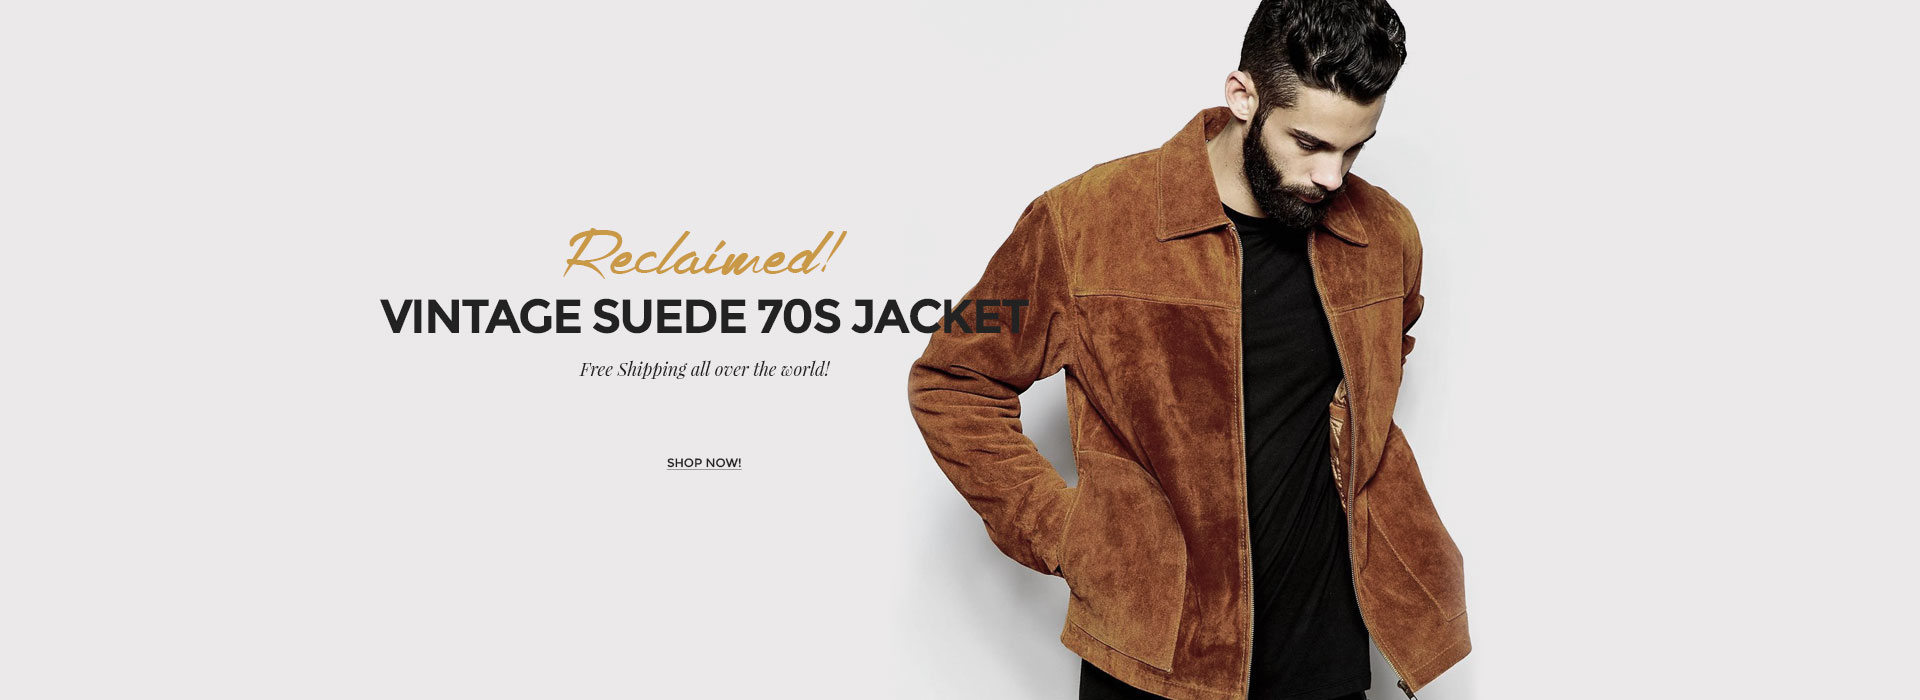 Reclaimed!
VINTAGE SUEDE 70S JACKET
Free Shipping all over the world!
SHOP NOW!